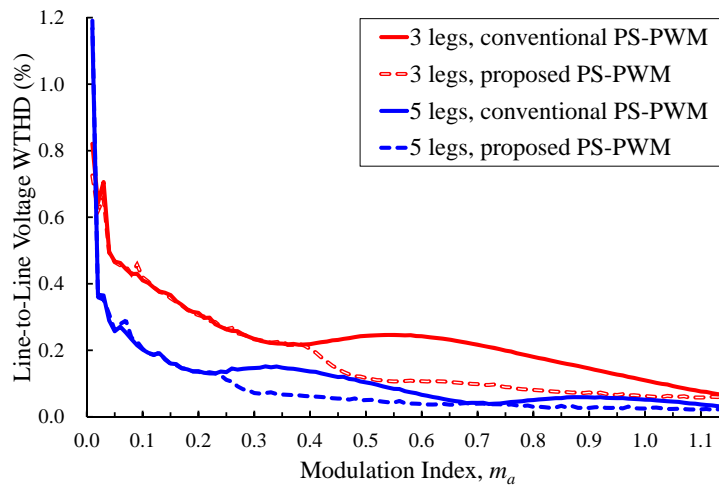 1.2
1.0
0.8
0.6
0.4
0.2
0.0
Line-to-Line Voltage WTHD (%)
3 legs, conventional PS-PWM
3 legs, proposed PS-PWM
5 legs, conventional PS-PWM
5 legs, proposed PS-PWM
0.0 0.1 0.2 0.3 0.4 0.5 0.6 0.7 0.8 0.9 1.0 1.1
Modulation Index, mₐ